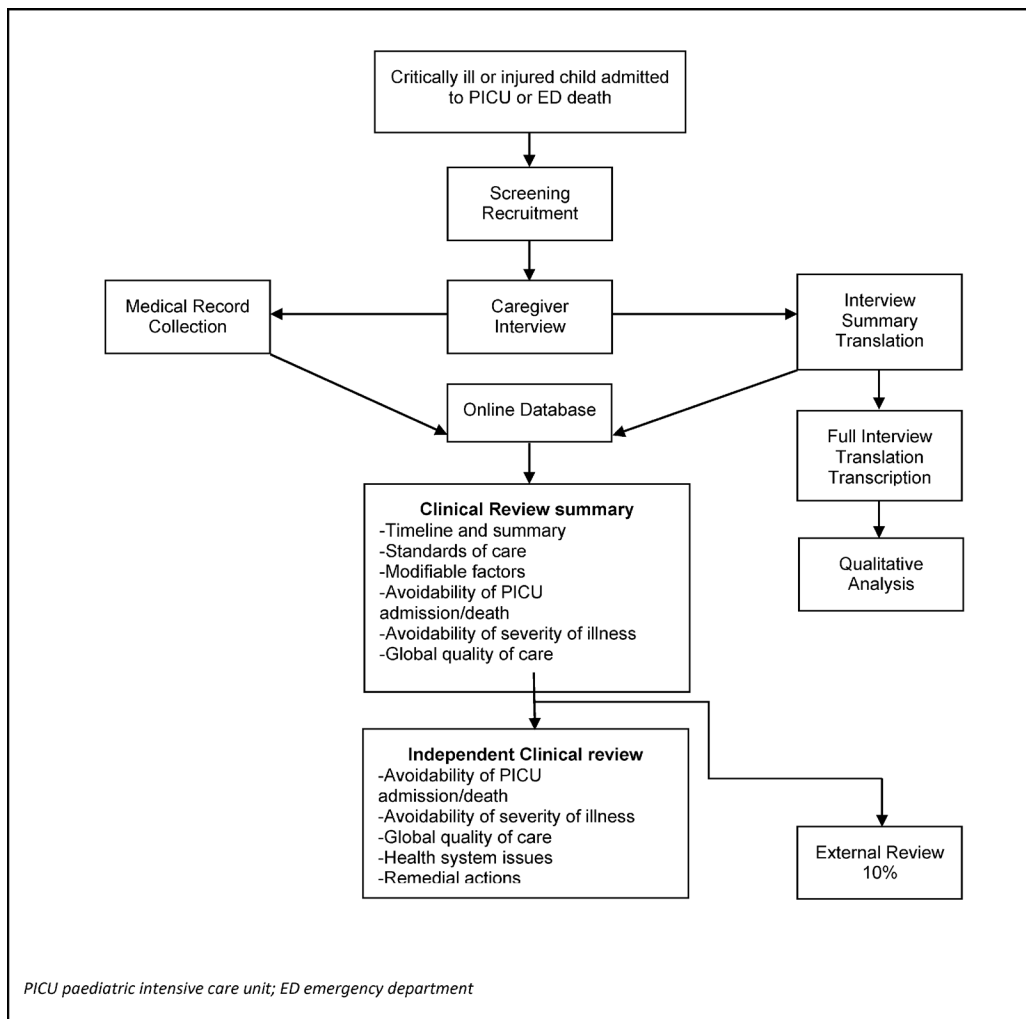 Critically ill or injured child admitted
to PICU or ED death
Screening
Recruitment
Medical Record
Collection
Caregiver
Interview
Interview
Summary
Translation
Online Database
Full Interview
Translation
Transcription
Clinical Review summary
-Timeline and summary
-Standards of care
-Modifiable factors
-Avoidability of PICU
admission/death
-Avoidability of severity of illness
-Global quality of care
Qualitative
Analysis
Independent Clinical review
-Avoidability of PICU
admission/death
-Avoidability of severity of illness
-Global quality of care
-Health system issues
-Remedial actions
External Review
10%
PICU paediatric intensive care unit; ED emergency department